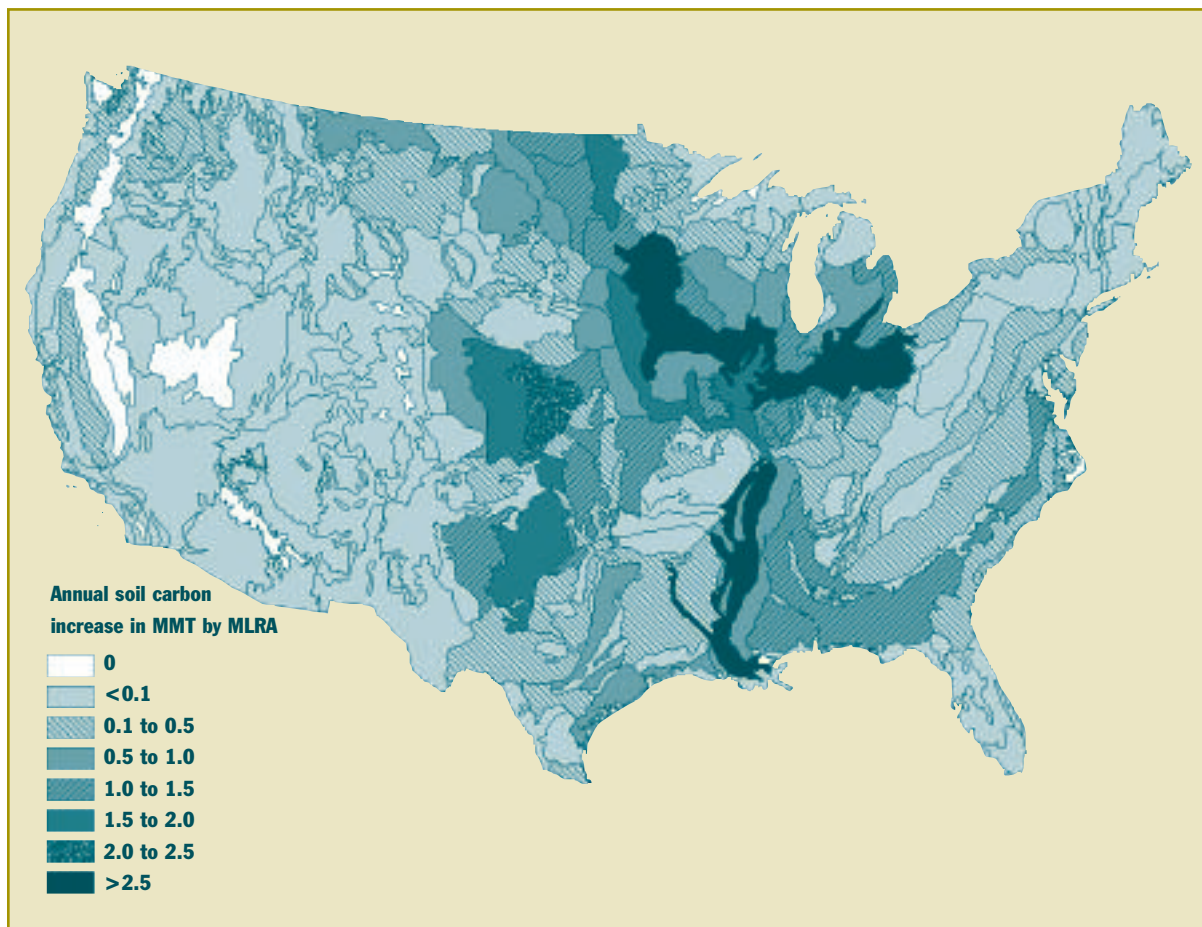 Annual soil carbon
increase in MMT by MLRA
0
<0.1
0.1 to 0.5
0.5 to 1.0
1.0 to 1.5
1.5 to 2.0
2.0 to 2.5
>2.5